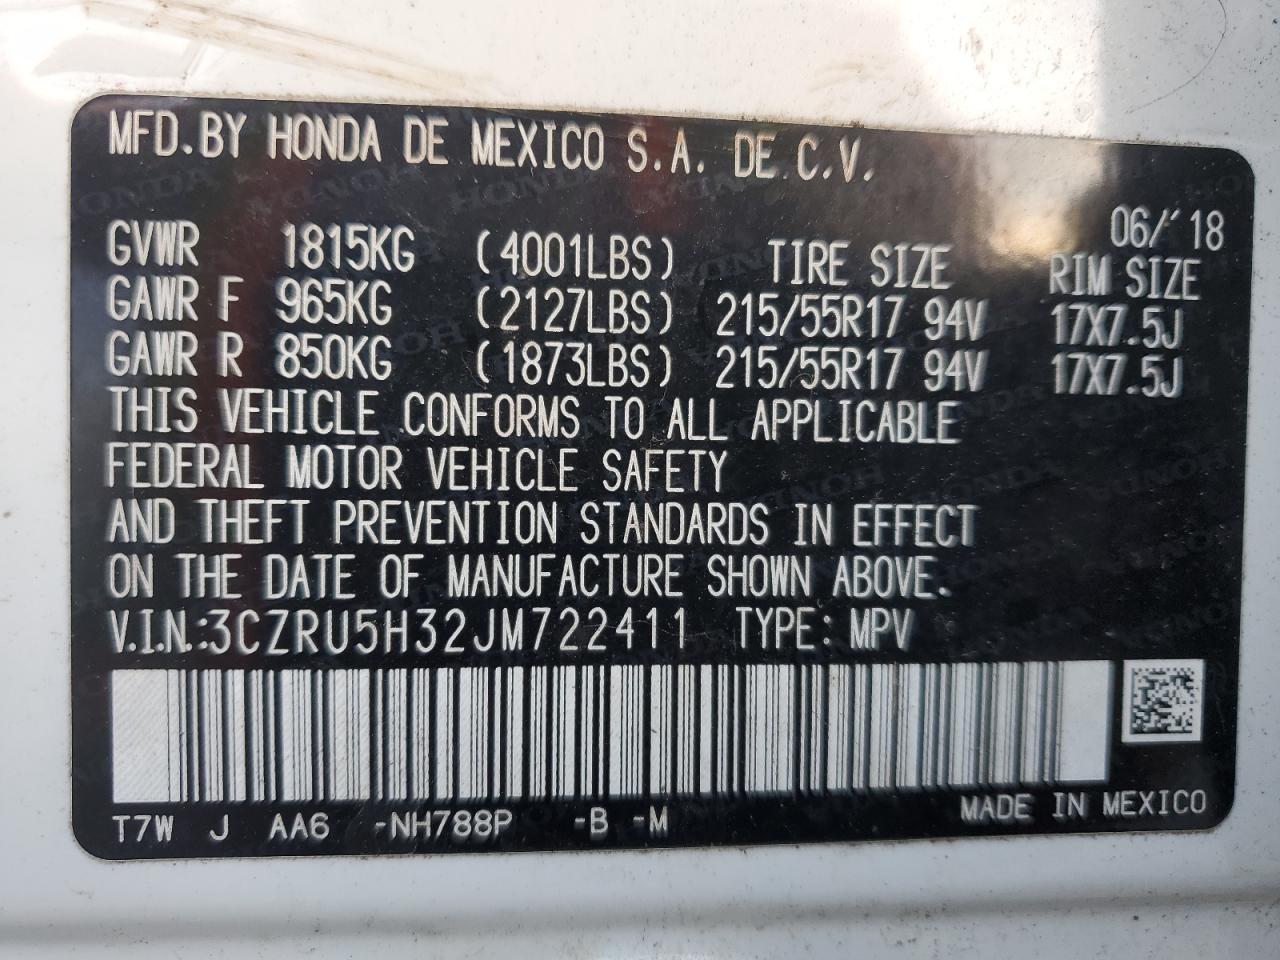 MFD.BY HONDA DE MEXICO S.A. DE C.V.
06/'18
GVWR 1815KG (4001LBS) TIRE SIZE RIM SIZE
GAWR F 965KG (2127LBS) 215/55R17 94V 17X7.5J
GAWR R 850KG (1873LBS) 215/55R17 94V 17X7.5J
THIS VEHICLE CONFORMS TO ALL APPLICABLE
FEDERAL MOTOR VEHICLE SAFETY
AND THEFT PREVENTION STANDARDS IN EFFECT
ON THE DATE OF MANUFACTURE SHOWN ABOVE.
V.I.N.:3CZRU5H32JM722411 TYPE: MPV
T7W J AA6 -NH788P -B -M MADE IN MEXICO